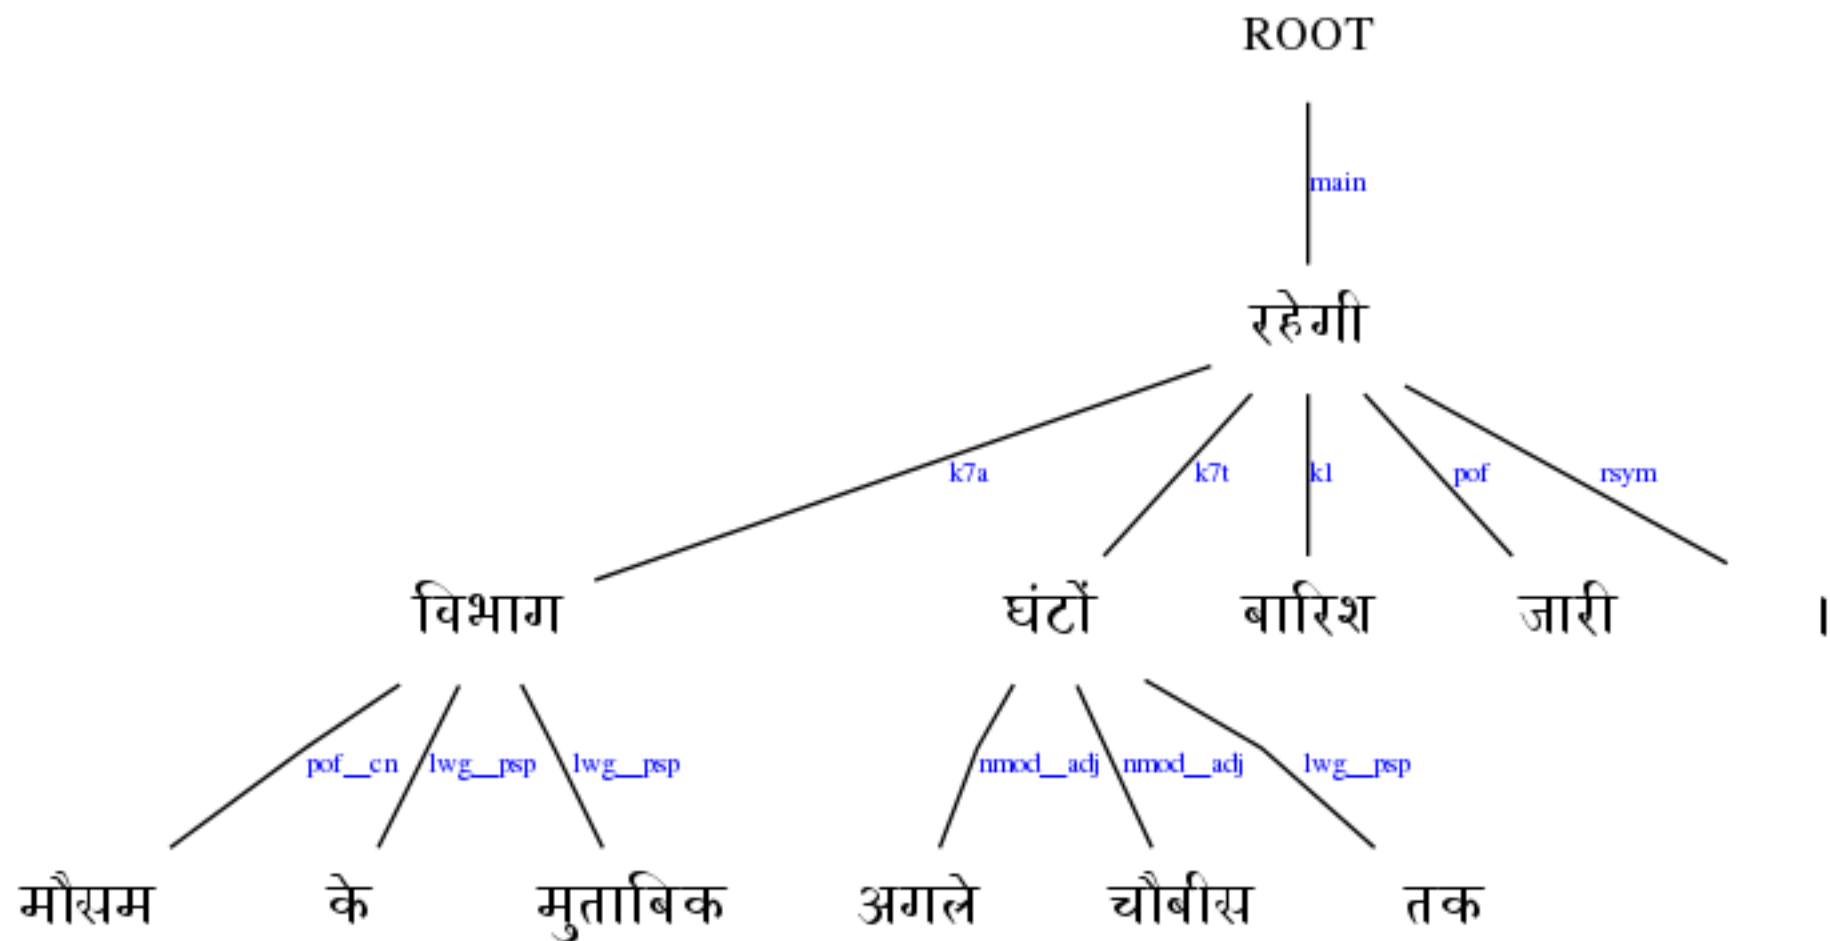 ROOT
main
रहेगी
k7a k7t k1 pof rsym
विभाग घंटों बारिश जारी ।
pof__cn lwg__psp lwg__psp nmod__adj nmod__adj lwg__psp
मौसम के मुताबिक अगले चौबीस तक